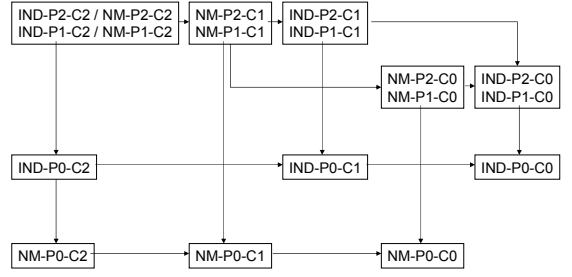 IND-P2-C2 / NM-P2-C2
IND-P1-C2 / NM-P1-C2
NM-P2-C1
NM-P1-C1
IND-P2-C1
IND-P1-C1
NM-P2-C0
NM-P1-C0
IND-P2-C0
IND-P1-C0
IND-P0-C2
IND-P0-C1
IND-P0-C0
NM-P0-C2
NM-P0-C1
NM-P0-C0